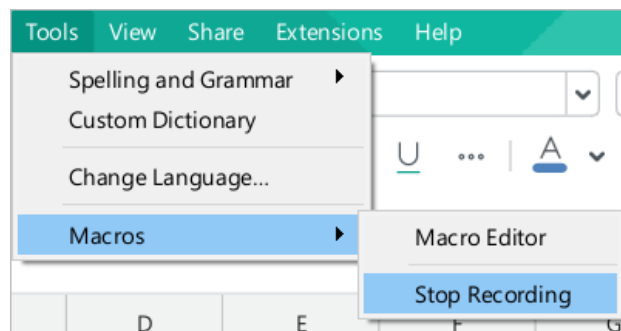 Tools View Share Extensions Help
Spelling and Grammar
Custom Dictionary
U A
Change Language...
Macros
Macro Editor
Stop Recording
D E F G